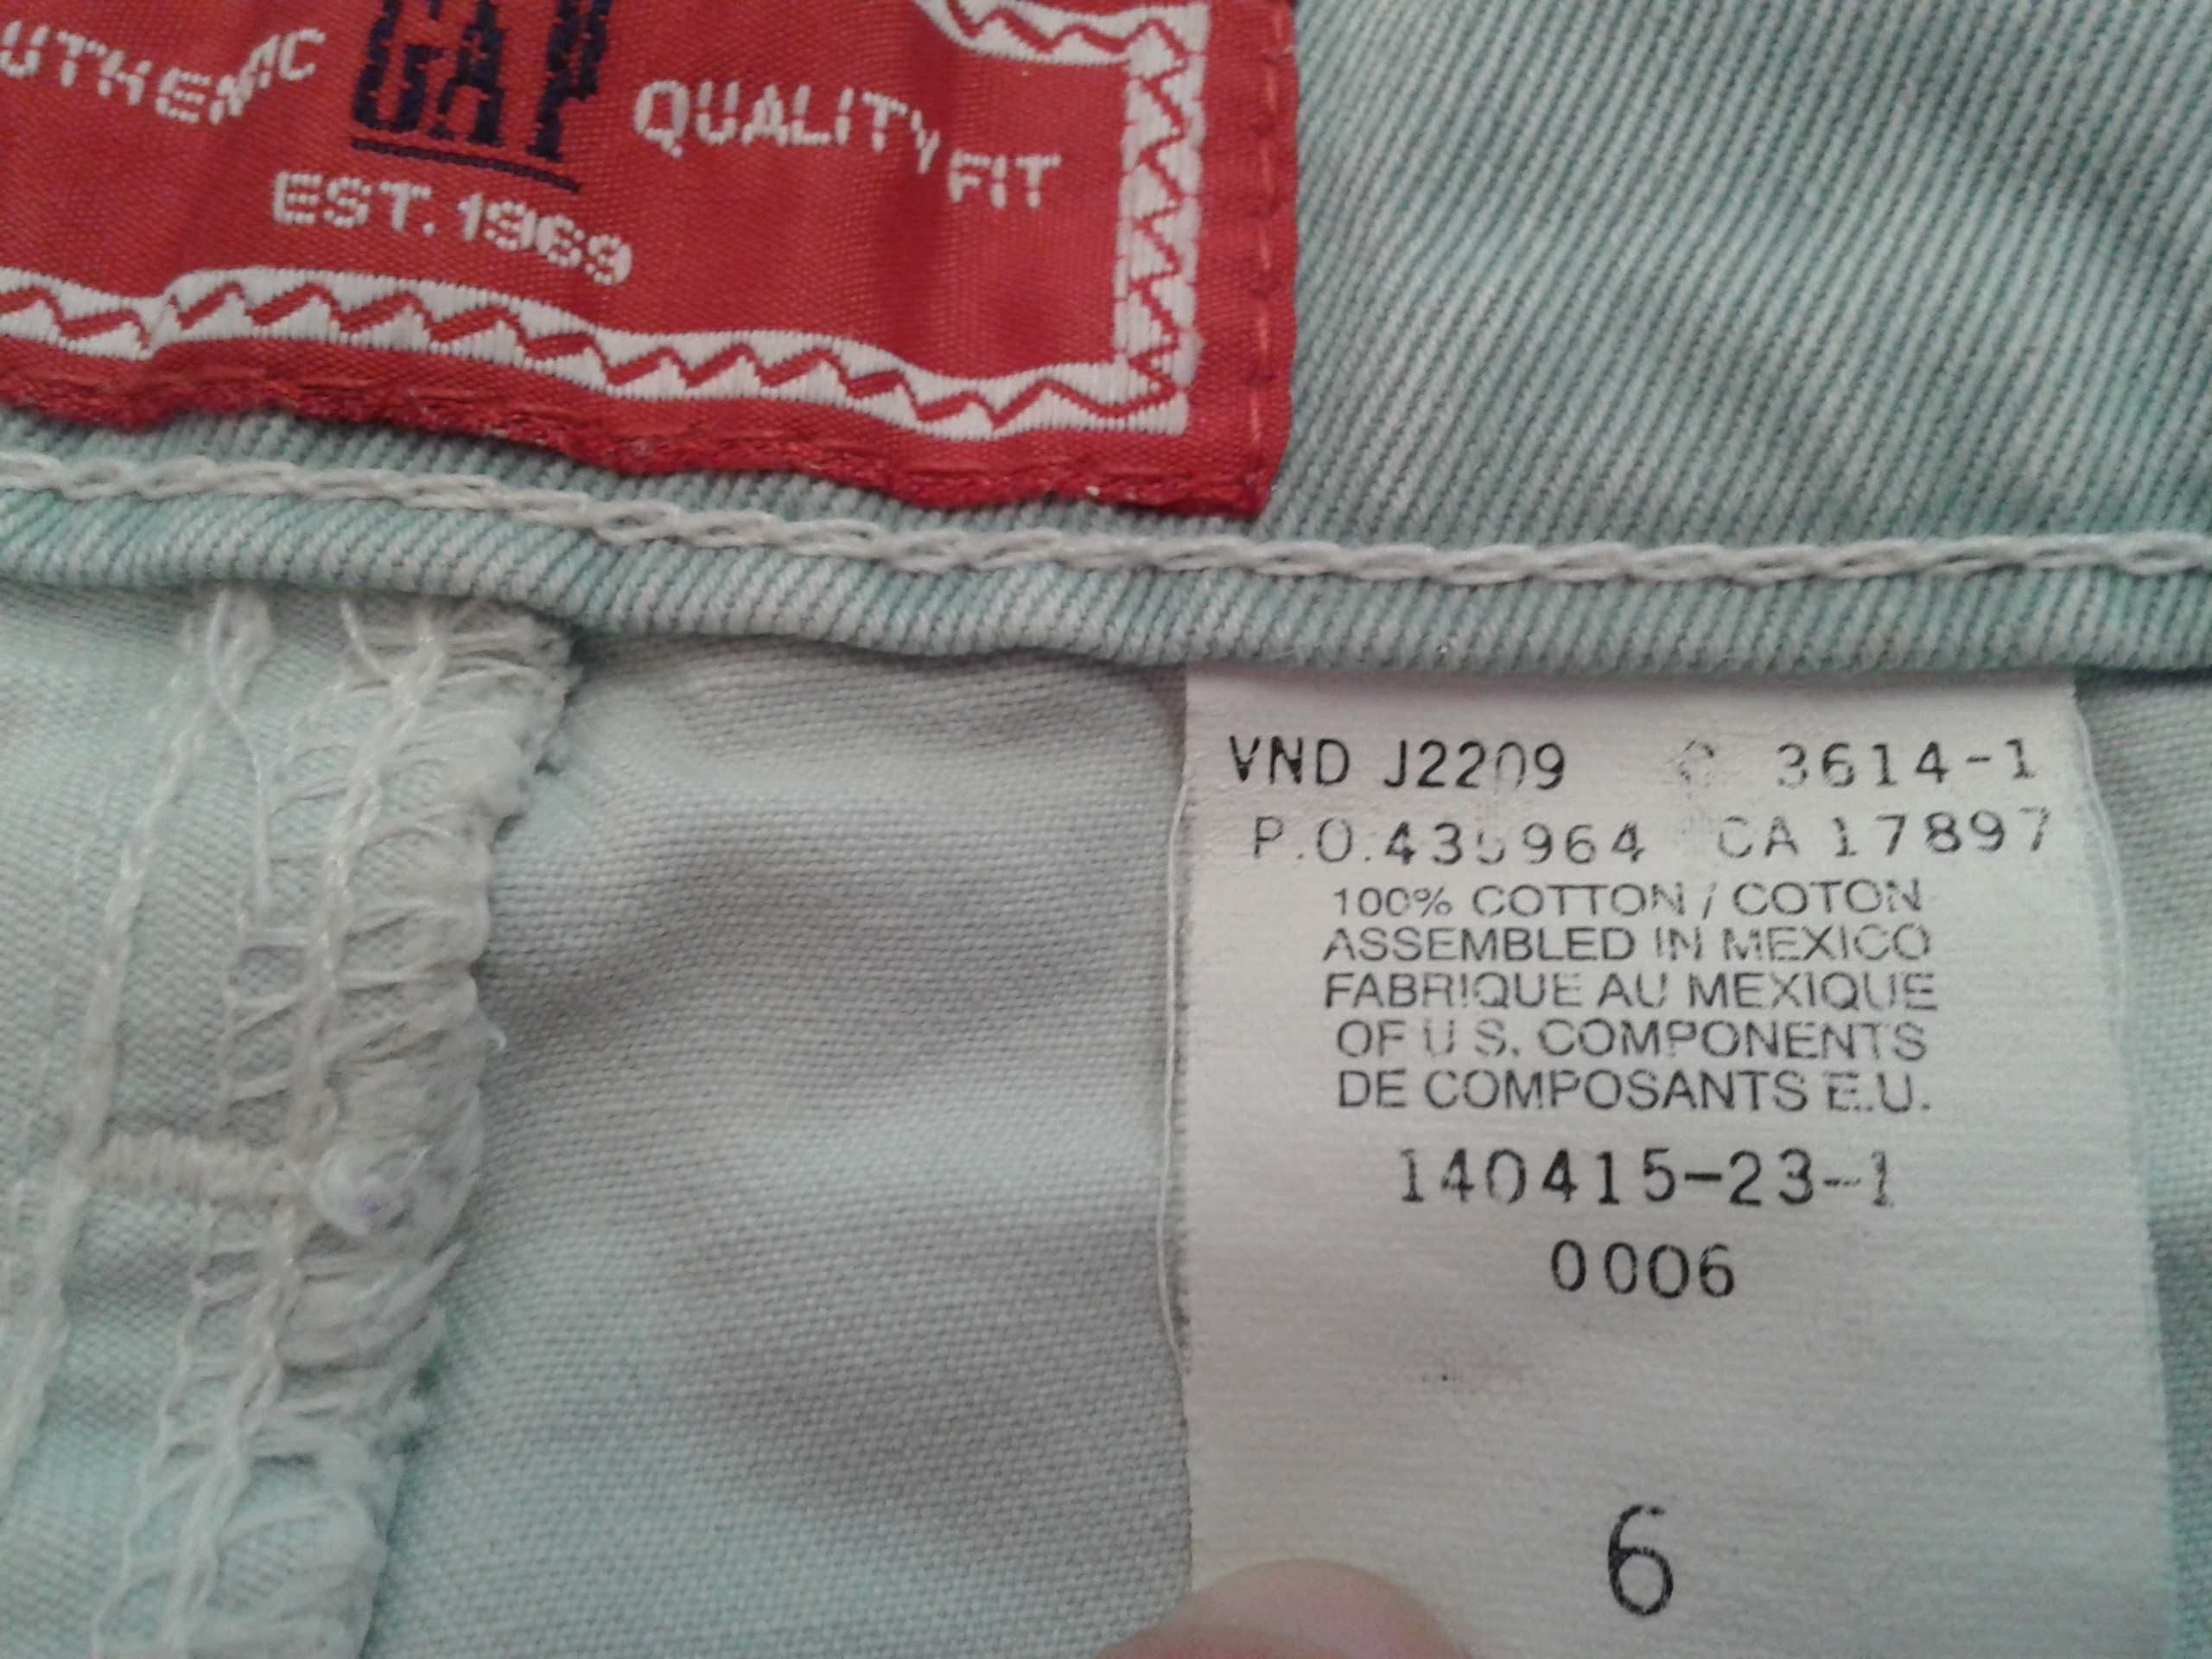 GAP
QUALITY FIT
EST. 1969
VND J2209 3614-1
P.O. CA 17897
100% COTTON / COTON
ASSEMBLED IN MEXICO
FABRIQUE AU MEXIQUE
OF U.S. COMPONENTS
DE COMPOSANTS E.U.
140415-23-1
0006
6